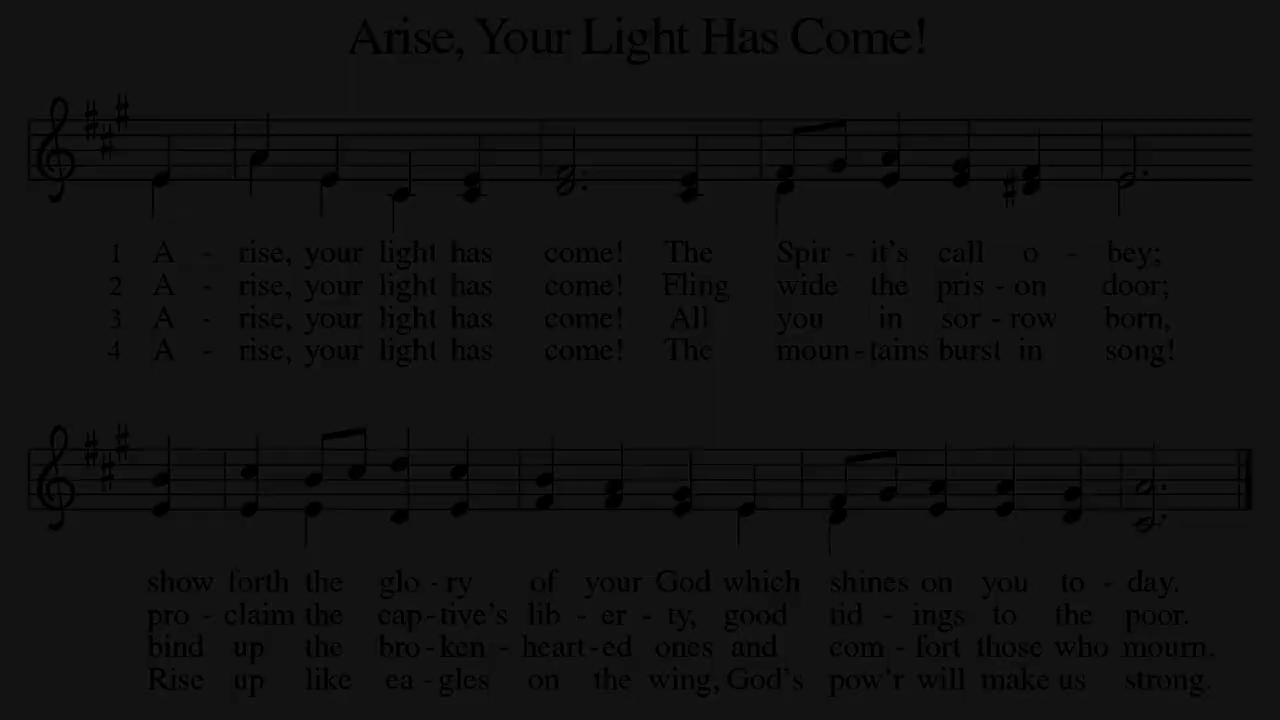 Arise, Your Light Has Come!
1 A - rise, your light has come! The Spir - it's call o - bey;
2 A - rise, your light has come! Fling wide the pris - on door;
3 A - rise, your light has come! All you in sor - row born,
4 A - rise, your light has come! The moun - tains burst in song!
show forth the glo - ry of your God which shines on you to - day.
pro - claim the cap - tive's lib - er - ty, good tid - ings to the poor.
bind up the bro - ken - heart - ed ones and com - fort those who mourn.
Rise up like ea - gles on the wing, God's pow'r will make us strong.